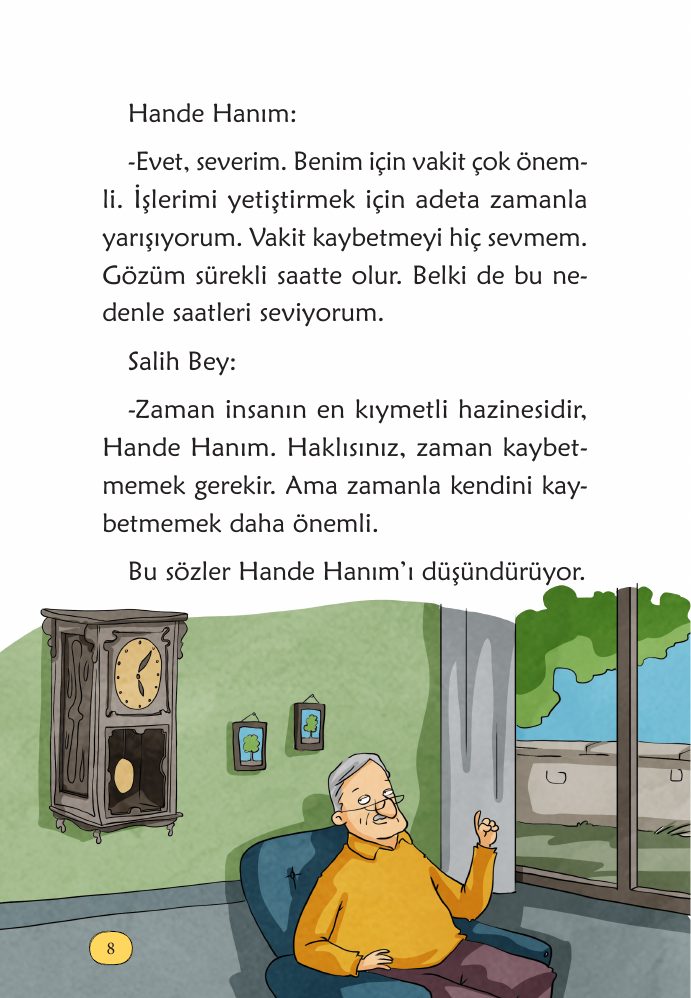 Hande Hanım:
-Evet, severim. Benim için vakit çok önem-
li. İşlerimi yetiştirmek için adeta zamanla
yarışıyorum. Vakit kaybetmeyi hiç sevmem.
Gözüm sürekli saatte olur. Belki de bu ne-
denle saatleri seviyorum.
Salih Bey:
-Zaman insanın en kıymetli hazinesidir,
Hande Hanım. Haklısınız, zaman kaybet-
memek gerekir. Ama zamanla kendini kay-
betmemek daha önemli.
Bu sözler Hande Hanım’ı düşündürüyor.
8